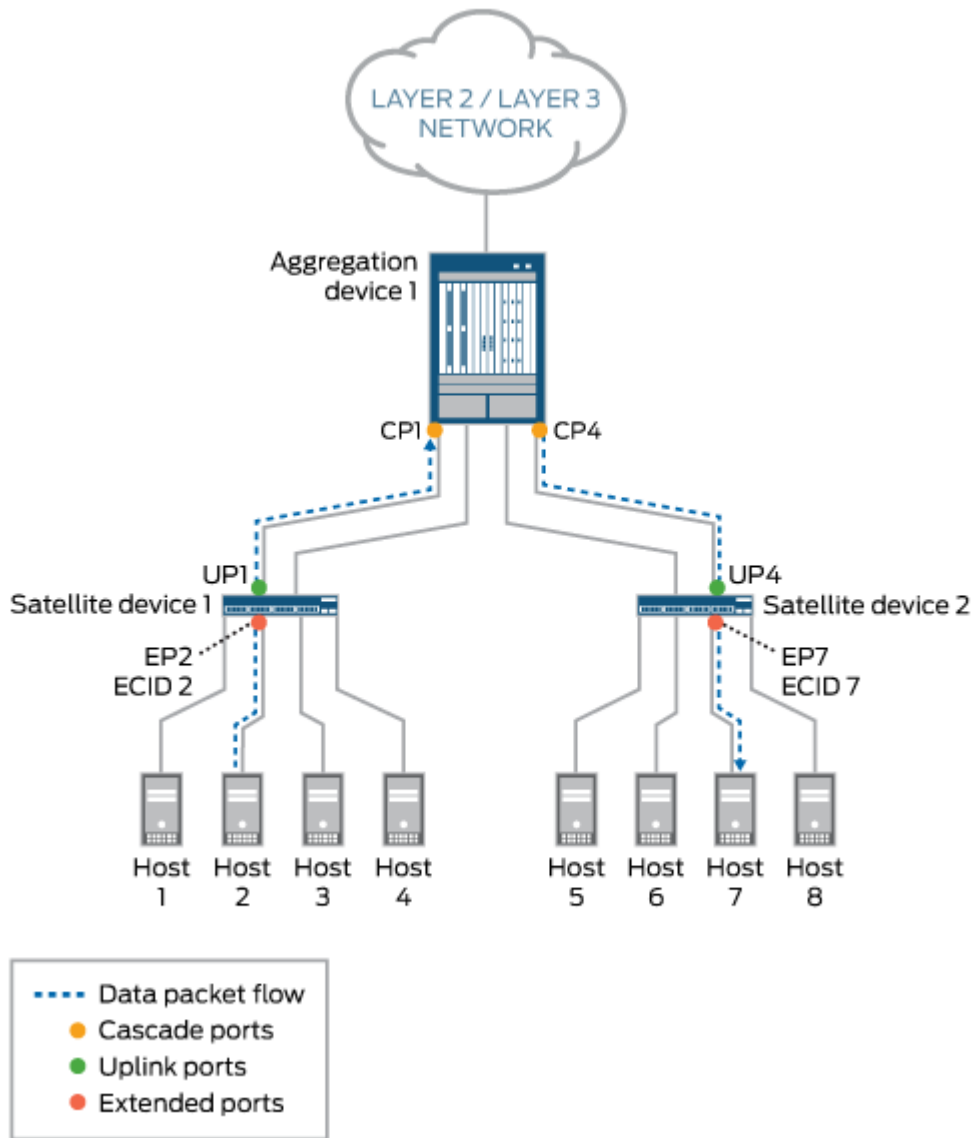 LAYER 2 / LAYER 3
NETWORK
Aggregation
device 1
CP1
CP4
UP1
UP4
Satellite device 1
Satellite device 2
EP2
ECID 2
EP7
ECID 7
Host
1
Host
2
Host
3
Host
4
Host
5
Host
6
Host
7
Host
8
Data packet flow
Cascade ports
Uplink ports
Extended ports